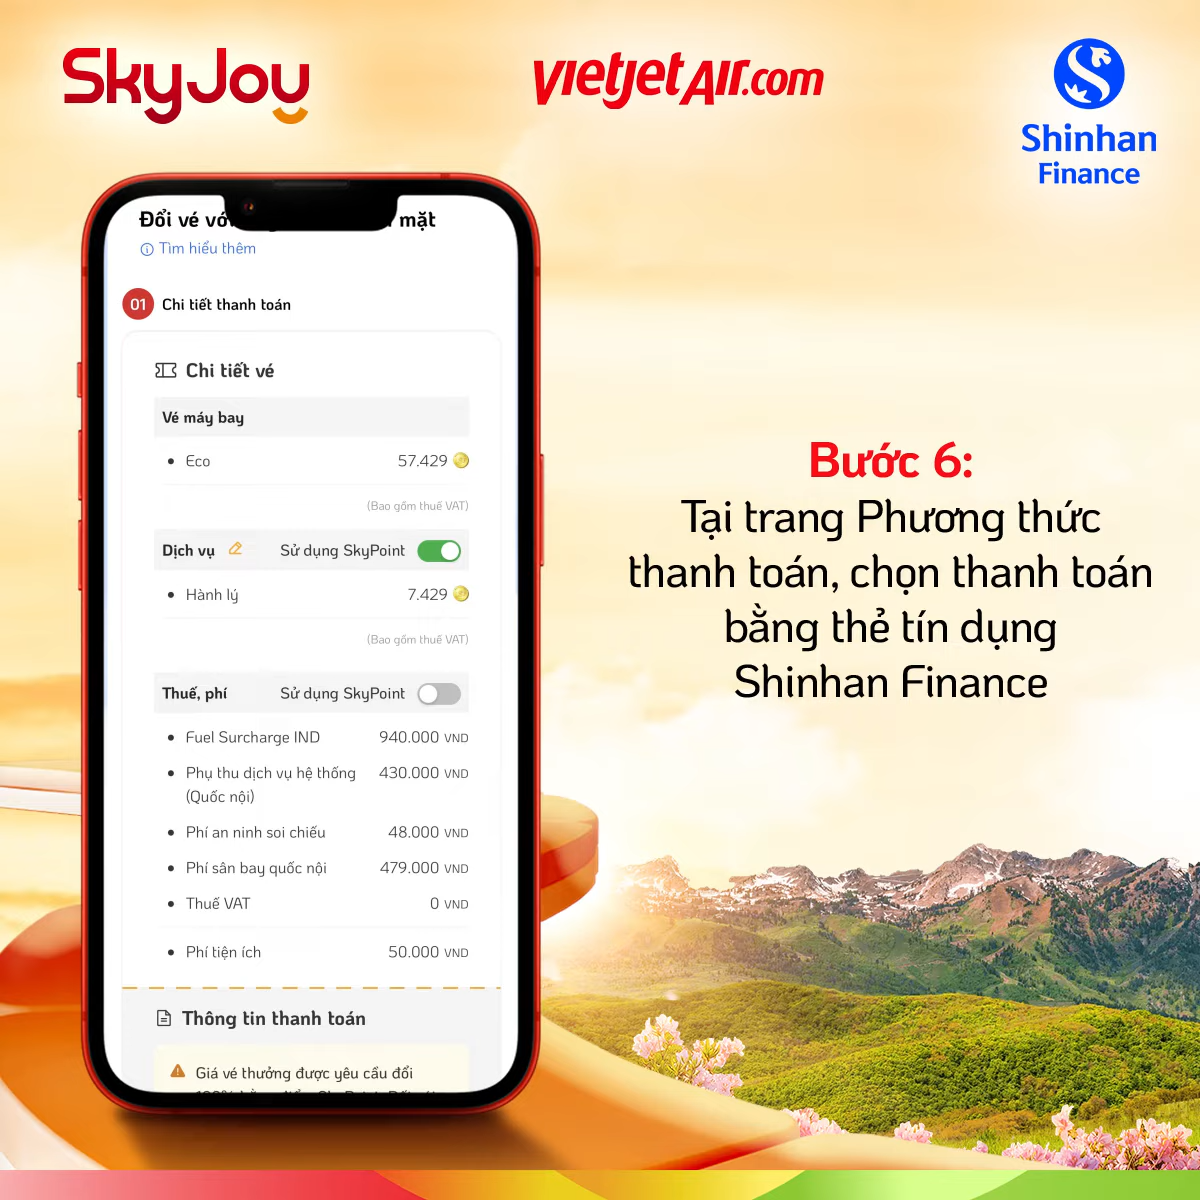 SkyJoy
vietjetAir.com
Shinhan
Finance
Đổi vé mặt
Tìm hiểu thêm
01 Chi tiết thanh toán
Chi tiết vé
Vé máy bay
Eco 57.429
(Bao gồm thuế VAT)
Dịch vụ Sử dụng SkyPoint
Hành lý 7.429
(Bao gồm thuế VAT)
Thuế, phí Sử dụng SkyPoint
Fuel Surcharge IND 940.000 VND
Phụ thu dịch vụ hệ thống 430.000 VND
(Quốc nội)
Phí an ninh soi chiếu 48.000 VND
Phí sân bay quốc nội 479.000 VND
Thuế VAT 0 VND
Phí tiện ích 50.000 VND
Thông tin thanh toán
Giá vé thưởng được yêu cầu đổi
Bước 6:
Tại trang Phương thức
thanh toán, chọn thanh toán
bằng thẻ tín dụng
Shinhan Finance